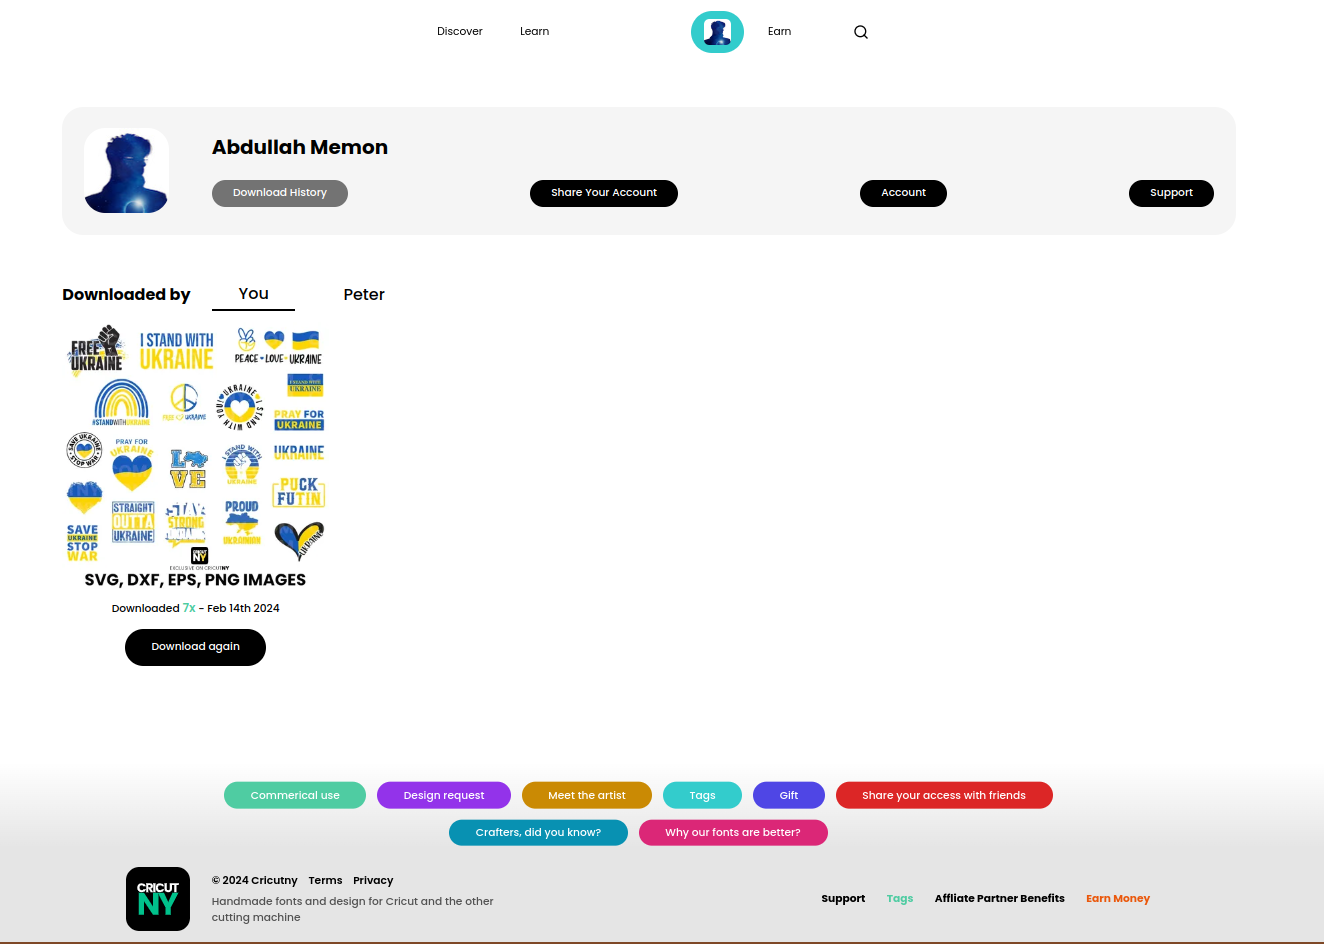 Discover Learn Earn
Abdullah Memon
Download History Share Your Account Account Support
Downloaded by You Peter
FREE UKRAINE
I STAND WITH UKRAINE
PEACE LOVE UKRAINE
#STANDWITHUKRAINE
FREE UKRAINE
UKRAINE I STAND WITH YOU!
I STAND WITH UKRAINE
PRAY FOR UKRAINE
SAVE UKRAINE STOP WAR
PRAY FOR UKRAINE
LOVE
I STAND WITH UKRAINE
UKRAINE
PUCK FUTIN
STRAIGHT OUTTA UKRAINE
STAY STRONG UKRAINE
PROUD UKRAINIAN
SAVE UKRAINE STOP WAR
UKRAINE
CRICUT NY
EXCLUSIVE ON CRICUTNY
SVG, DXF, EPS, PNG IMAGES
Downloaded 7x - Feb 14th 2024
Download again
Commerical use Design request Meet the artist Tags Gift Share your access with friends
Crafters, did you know? Why our fonts are better?
CRICUT NY
© 2024 Cricutny Terms Privacy
Handmade fonts and design for Cricut and the other
cutting machine
Support Tags Affliate Partner Benefits Earn Money